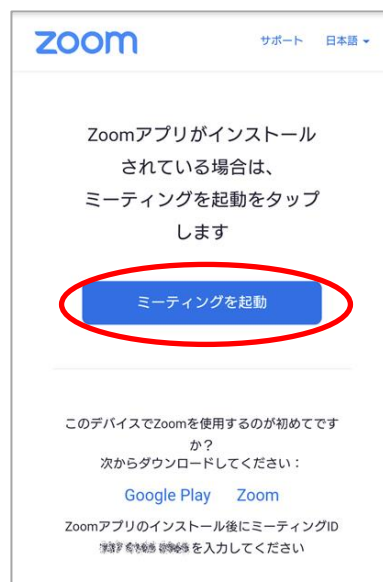 zoom サポート 日本語
Zoomアプリがインストール
されている場合は、
ミーティングを起動をタップ
します
ミーティングを起動
このデバイスでZoomを使用するのが初めてです
か？
次からダウンロードしてください：
Google Play Zoom
Zoomアプリのインストール後にミーティングID
を入力してください